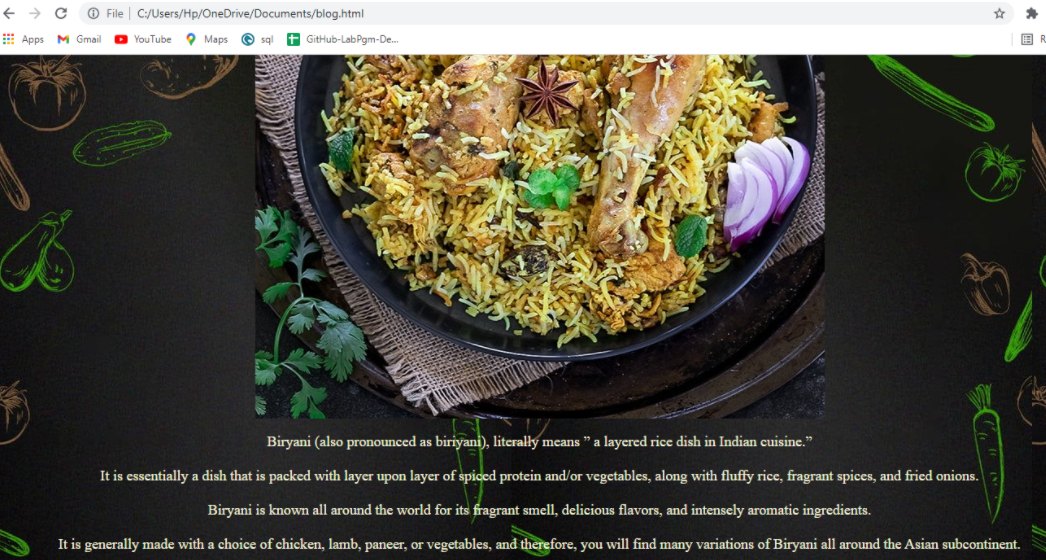 File | C:/Users/Hp/OneDrive/Documents/blog.html
Apps Gmail YouTube Maps sql GitHub-LabPgm-De... R
Biryani (also pronounced as biriyani), literally means ” a layered rice dish in Indian cuisine.”
It is essentially a dish that is packed with layer upon layer of spiced protein and/or vegetables, along with fluffy rice, fragrant spices, and fried onions.
Biryani is known all around the world for its fragrant smell, delicious flavors, and intensely aromatic ingredients.
It is generally made with a choice of chicken, lamb, paneer, or vegetables, and therefore, you will find many variations of Biryani all around the Asian subcontinent.